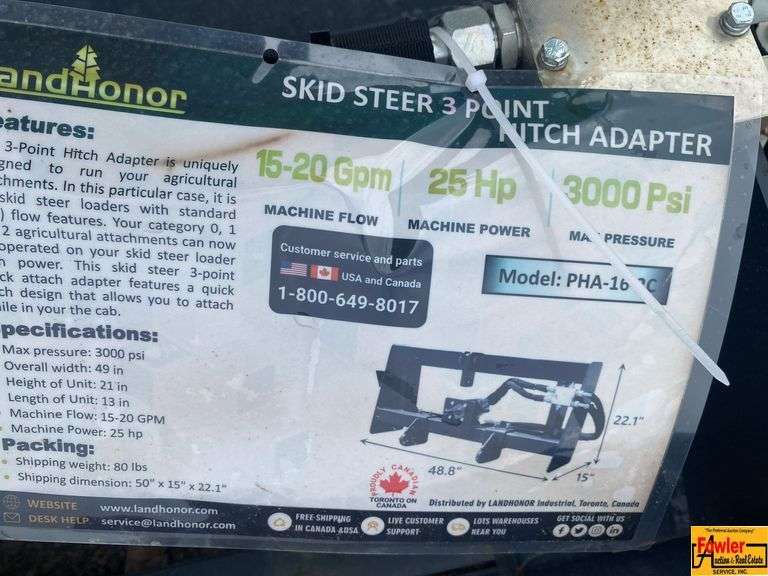 LandHonor
SKID STEER 3 POINT
HITCH ADAPTER
eatures:
3-Point Hitch Adapter is uniquely
gned to run your agricultural
chments. In this particular case, it is
skid steer loaders with standard
) flow features. Your category 0, 1
2 agricultural attachments can now
operated on your skid steer loader
h power. This skid steer 3-point
ck attach adapter features a quick
ch design that allows you to attach
ile in your the cab.
15-20 Gpm
MACHINE FLOW
25 Hp
MACHINE POWER
3000 Psi
MAX PRESSURE
Customer service and parts
USA and Canada
1-800-649-8017
Model: PHA-16
pecifications:
Max pressure: 3000 psi
Overall width: 49 in
Height of Unit: 21 in
Length of Unit: 13 in
Machine Flow: 15-20 GPM
Machine Power: 25 hp
Packing:
Shipping weight: 80 lbs
Shipping dimension: 50" x 15" x 22.1"
22.1"
48.8"
15"
PROUDLY CANADIAN
TORONTO ON
CANADA
Distributed by LANDHONOR Industrial, Toronto, Canada
WEBSITE www.landhonor.com
DESK HELP service@landhonor.com
FREE SHIPPING
IN CANADA &USA
LIVE CUSTOMER
SUPPORT
LOTS WAREHOUSES
NEAR YOU
GET SOCIAL WITH US
"The Preferred Auction Company"
Fowler
Auction & Real Estate
SERVICE, INC.